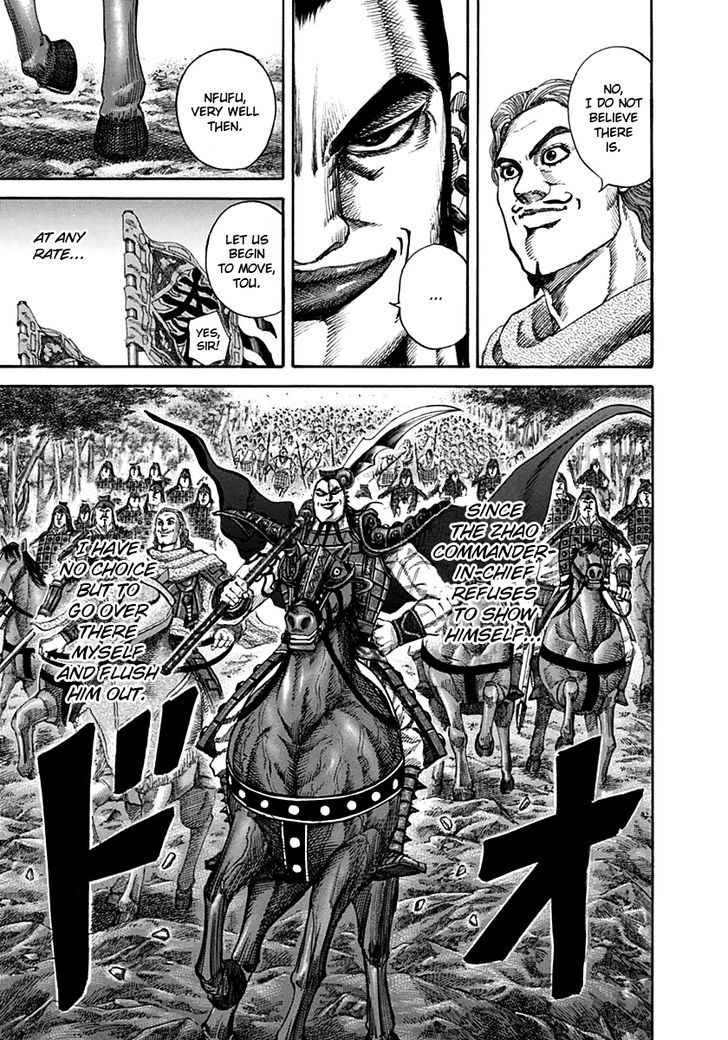 NO,
I DO NOT
BELIEVE
THERE
IS.
...
NFUFU,
VERY WELL
THEN.
LET US
BEGIN
TO MOVE,
TOU.
YES,
SIR!
AT ANY
RATE...
SINCE
THE ZHAO
COMMANDER-
IN-CHIEF
REFUSES
TO SHOW
HIMSELF...
I HAVE
NO CHOICE
BUT TO
GO OVER
THERE
MYSELF
AND FLUSH
HIM OUT.
ドオ